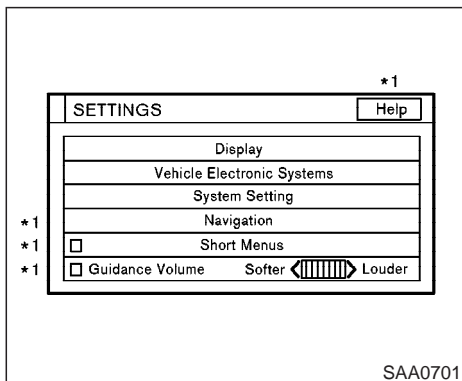 *1
SETTINGS Help
Display
Vehicle Electronic Systems
System Setting
*1 Navigation
*1 Short Menus
*1 Guidance Volume Softer Louder
SAA0701